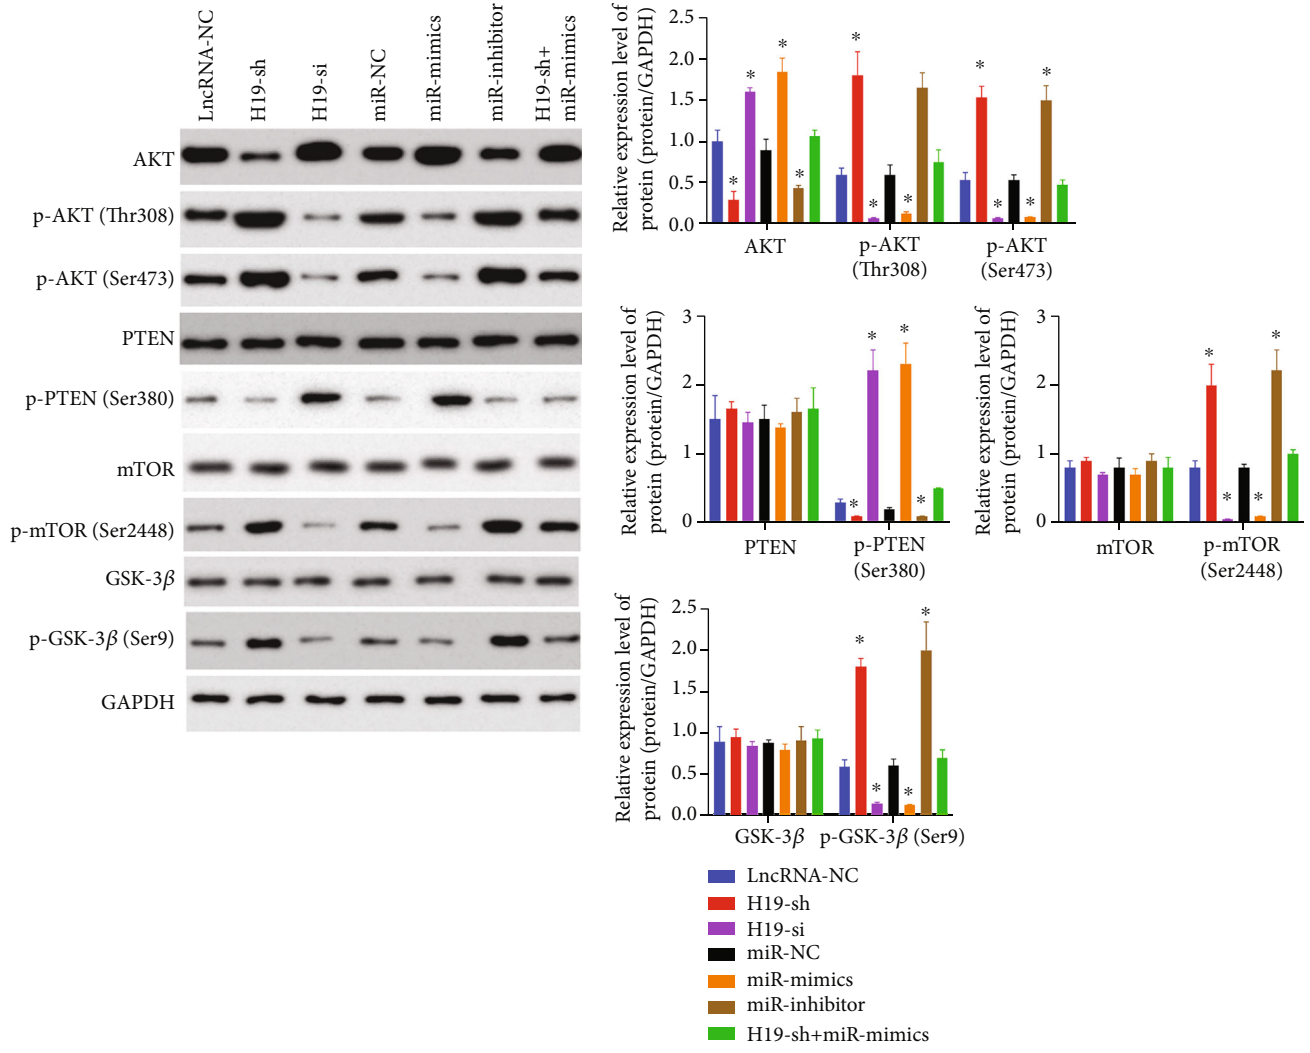 LncRNA-NC
H19-sh
H19-si
miR-NC
miR-mimics
miR-inhibitor
H19-sh+
miR-mimics
AKT
p-AKT (Thr308)
p-AKT (Ser473)
PTEN
p-PTEN (Ser380)
mTOR
p-mTOR (Ser2448)
GSK-3β
p-GSK-3β (Ser9)
GAPDH
Relative expression level of
protein (protein/GAPDH)
2.5
2.0
1.5
1.0
0.5
0.0
* * * * * * * * * * * *
AKT
p-AKT
(Thr308)
p-AKT
(Ser473)
Relative expression level of
protein (protein/GAPDH)
3
2
1
0
* * * *
PTEN
p-PTEN
(Ser380)
Relative expression level of
protein (protein/GAPDH)
3
2
1
0
* * * *
mTOR
p-mTOR
(Ser2448)
Relative expression level of
protein (protein/GAPDH)
2.5
2.0
1.5
1.0
0.5
0.0
* * * *
GSK-3β
p-GSK-3β (Ser9)
LncRNA-NC
H19-sh
H19-si
miR-NC
miR-mimics
miR-inhibitor
H19-sh+miR-mimics